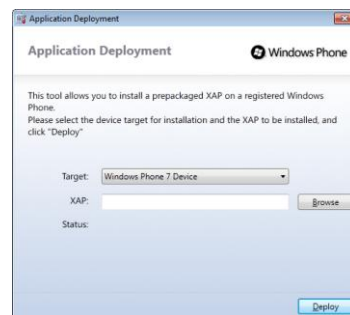 Application Deployment
Application Deployment
Windows Phone
This tool allows you to install a prepackaged XAP on a registered Windows
Phone.
Please select the device target for installation and the XAP to be installed, and
click "Deploy"
Target: Windows Phone 7 Device
XAP: Browse
Status:
Deploy